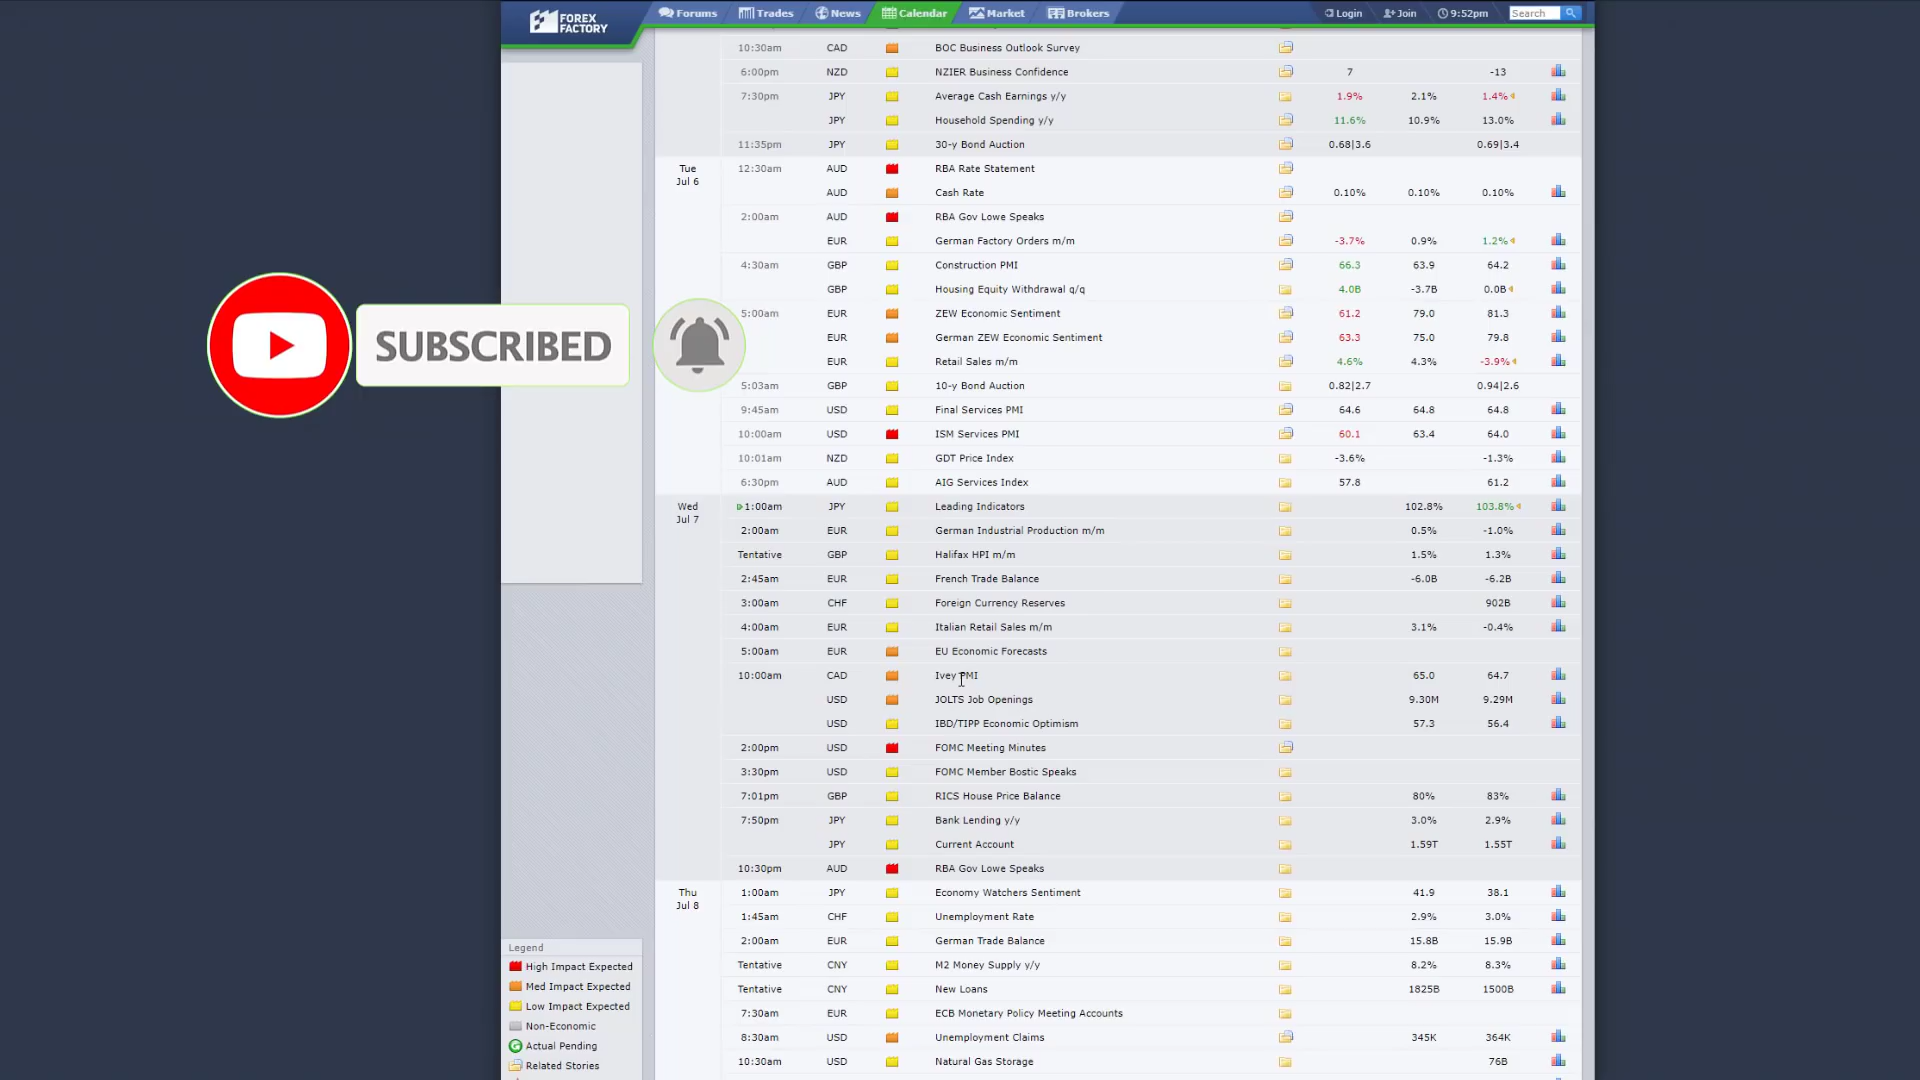 FOREX FACTORY
Forums Trades News Calendar Market Brokers Login Join 9:52pm Search
10:30am CAD BOC Business Outlook Survey
6:00pm NZD NZIER Business Confidence 7 -13
7:30pm JPY Average Cash Earnings y/y 1.9% 2.1% 1.4%
JPY Household Spending y/y 11.6% 10.9% 13.0%
11:35pm JPY 30-y Bond Auction 0.68|3.6 0.69|3.4
Tue Jul 6 12:30am AUD RBA Rate Statement
AUD Cash Rate 0.10% 0.10% 0.10%
2:00am AUD RBA Gov Lowe Speaks
EUR German Factory Orders m/m -3.7% 0.9% 1.2%
4:30am GBP Construction PMI 66.3 63.9 64.2
GBP Housing Equity Withdrawal q/q 4.0B -3.7B 0.0B
5:00am EUR ZEW Economic Sentiment 61.2 79.0 81.3
SUBSCRIBED
EUR German ZEW Economic Sentiment 63.3 75.0 79.8
EUR Retail Sales m/m 4.6% 4.3% -3.9%
5:03am GBP 10-y Bond Auction 0.82|2.7 0.94|2.6
9:45am USD Final Services PMI 64.6 64.8 64.8
10:00am USD ISM Services PMI 60.1 63.4 64.0
10:01am NZD GDT Price Index -3.6% -1.3%
6:30pm AUD AIG Services Index 57.8 61.2
Wed Jul 7 1:00am JPY Leading Indicators 102.8% 103.8%
2:00am EUR German Industrial Production m/m 0.5% -1.0%
Tentative GBP Halifax HPI m/m 1.5% 1.3%
2:45am EUR French Trade Balance -6.0B -6.2B
3:00am CHF Foreign Currency Reserves 902B
4:00am EUR Italian Retail Sales m/m 3.1% -0.4%
5:00am EUR EU Economic Forecasts
10:00am CAD Ivey PMI 65.0 64.7
USD JOLTS Job Openings 9.30M 9.29M
USD IBD/TIPP Economic Optimism 57.3 56.4
2:00pm USD FOMC Meeting Minutes
3:30pm USD FOMC Member Bostic Speaks
7:01pm GBP RICS House Price Balance 80% 83%
7:50pm JPY Bank Lending y/y 3.0% 2.9%
JPY Current Account 1.59T 1.55T
10:30pm AUD RBA Gov Lowe Speaks
Thu Jul 8 1:00am JPY Economy Watchers Sentiment 41.9 38.1
1:45am CHF Unemployment Rate 2.9% 3.0%
2:00am EUR German Trade Balance 15.8B 15.9B
Tentative CNY M2 Money Supply y/y 8.2% 8.3%
Tentative CNY New Loans 1825B 1500B
7:30am EUR ECB Monetary Policy Meeting Accounts
8:30am USD Unemployment Claims 345K 364K
10:30am USD Natural Gas Storage 76B
Legend
High Impact Expected
Med Impact Expected
Low Impact Expected
Non-Economic
Actual Pending
Related Stories